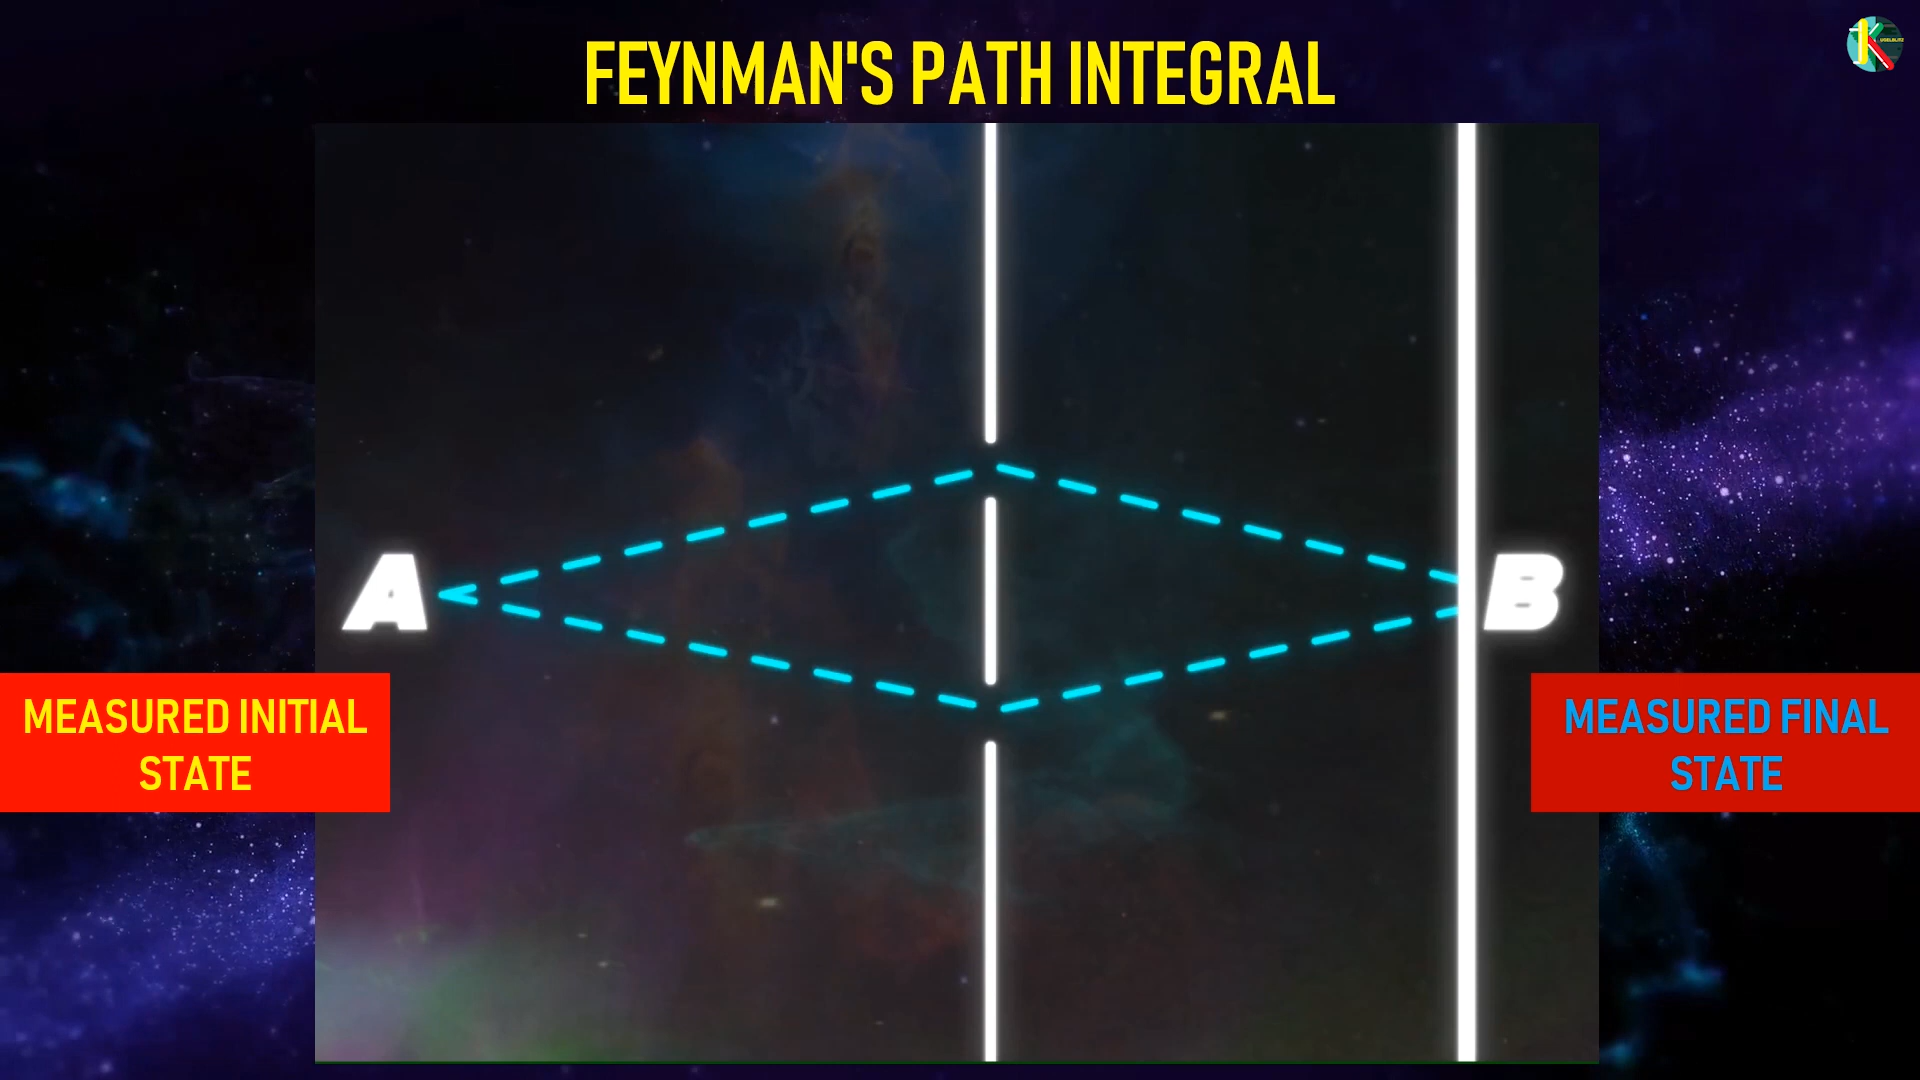 FEYNMAN'S PATH INTEGRAL
A
B
MEASURED INITIAL
STATE
MEASURED FINAL
STATE